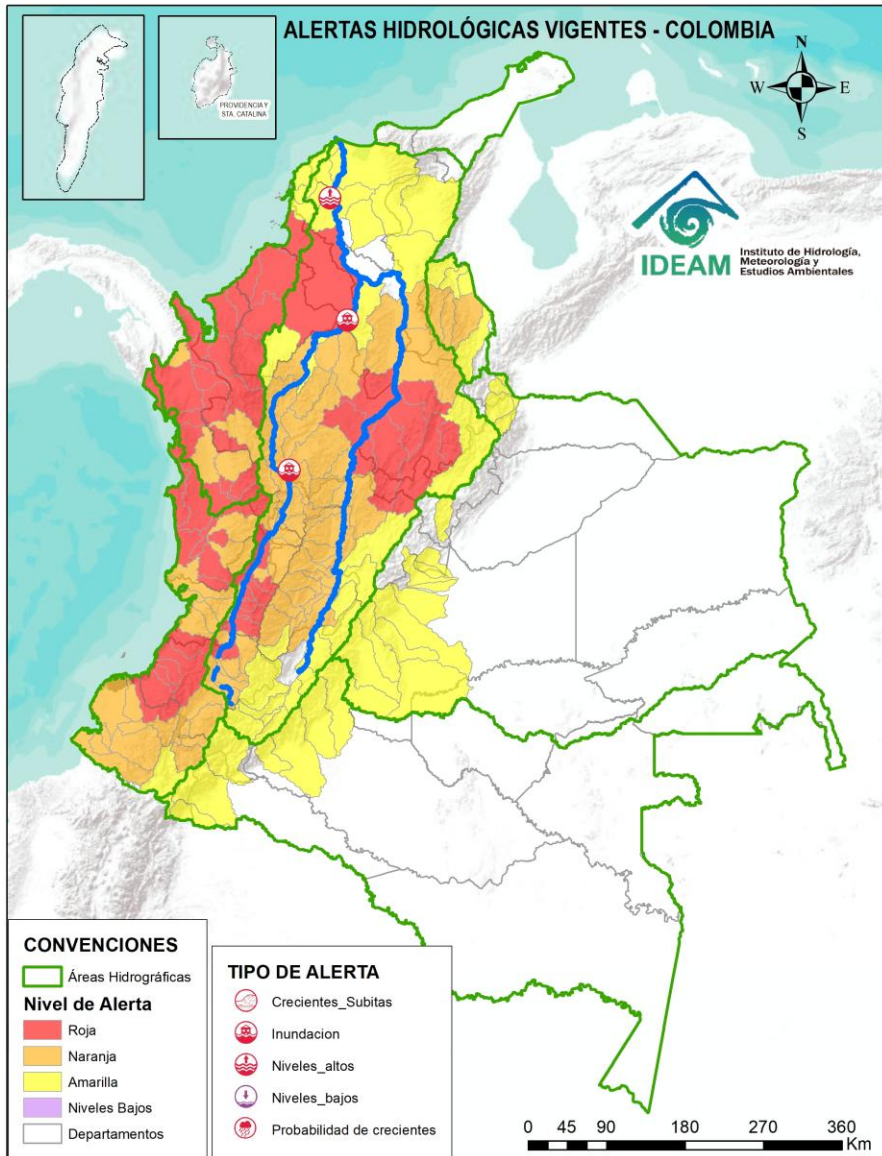 ALERTAS HIDROLÓGICAS VIGENTES - COLOMBIA
PROVIDENCIA Y
STA. CATALINA
N
W
E
S
IDEAM
Instituto de Hidrología,
Meteorología y
Estudios Ambientales
CONVENCIONES
Áreas Hidrográficas
Nivel de Alerta
Roja
Naranja
Amarilla
Niveles Bajos
Departamentos
TIPO DE ALERTA
Crecientes_Subitas
Inundacion
Niveles_altos
Niveles_bajos
Probabilidad de crecientes
0 45 90 180 270 360
Km